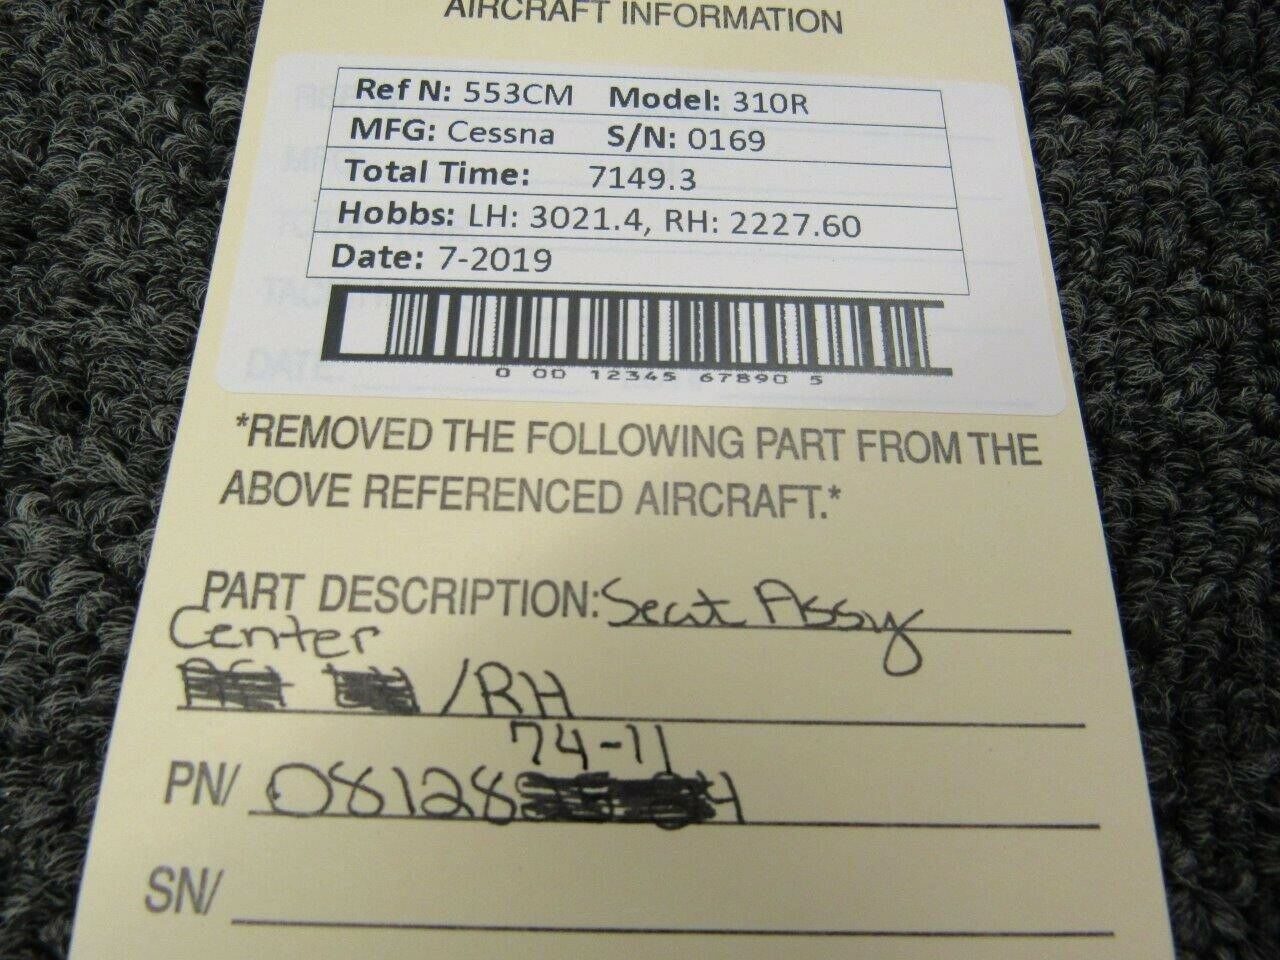 AIRCRAFT INFORMATION
Ref N: 553CM Model: 310R
MFG: Cessna S/N: 0169
Total Time: 7149.3
Hobbs: LH: 3021.4, RH: 2227.60
Date: 7-2019
0 00 12345 67890 5
*REMOVED THE FOLLOWING PART FROM THE
ABOVE REFERENCED AIRCRAFT.*
PART DESCRIPTION: Seat Assy
Center
/RH
74-11
PN/ 08128
SN/